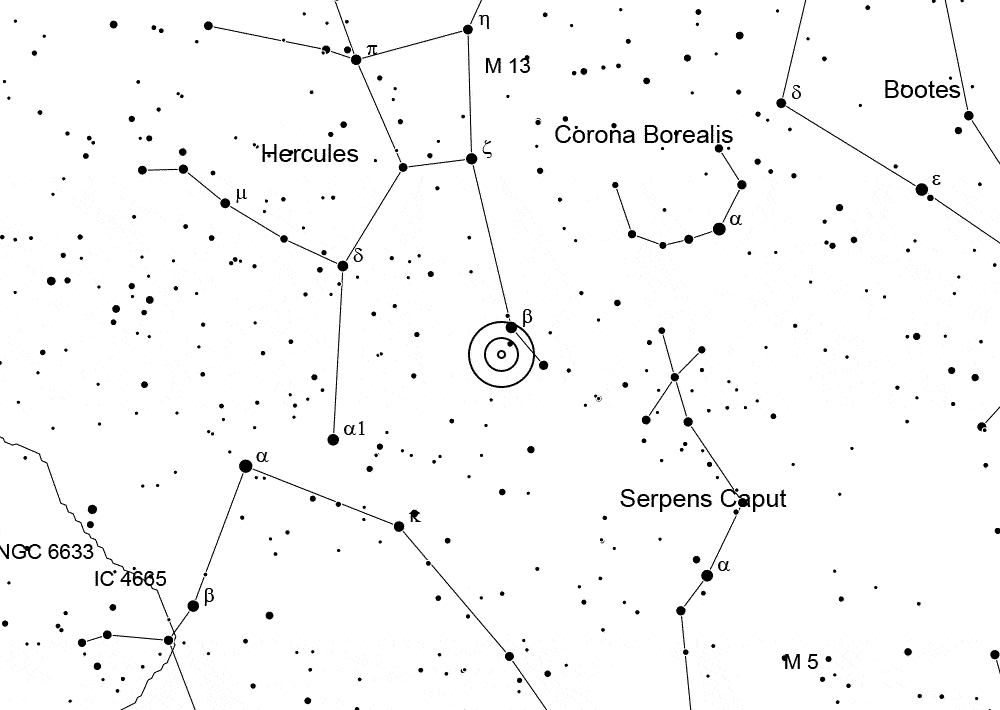 η
π
M 13
δ
Bootes
Corona Borealis
Hercules
ζ
ε
μ
α
δ
β
α1
α
Serpens Caput
κ
NGC 6633
IC 4665
α
β
M 5